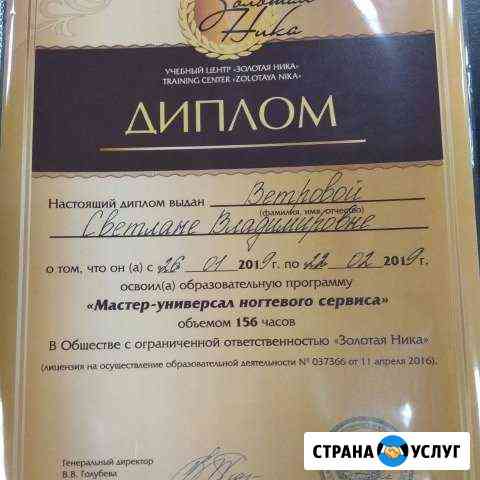 Золотая
Ника
УЧЕБНЫЙ ЦЕНТР «ЗОЛОТАЯ НИКА»
TRAINING CENTER «ZOLOTAYA NIKA»
ДИПЛОМ
Настоящий диплом выдан Ветровой
(фамилия, имя, отчество)
Светлане Владимировне
о том, что он (а) с 26 01 2019г. по 22 02 2019г.
освоил(а) образовательную программу
«Мастер-универсал ногтевого сервиса»
объемом 156 часов
В Обществе с ограниченной ответственностью «Золотая Ника»
(лицензия на осуществление образовательной деятельности № 037366 от 11 апреля 2016).
Генеральный директор
В.В. Голубева
СТРАНА УСЛУГ